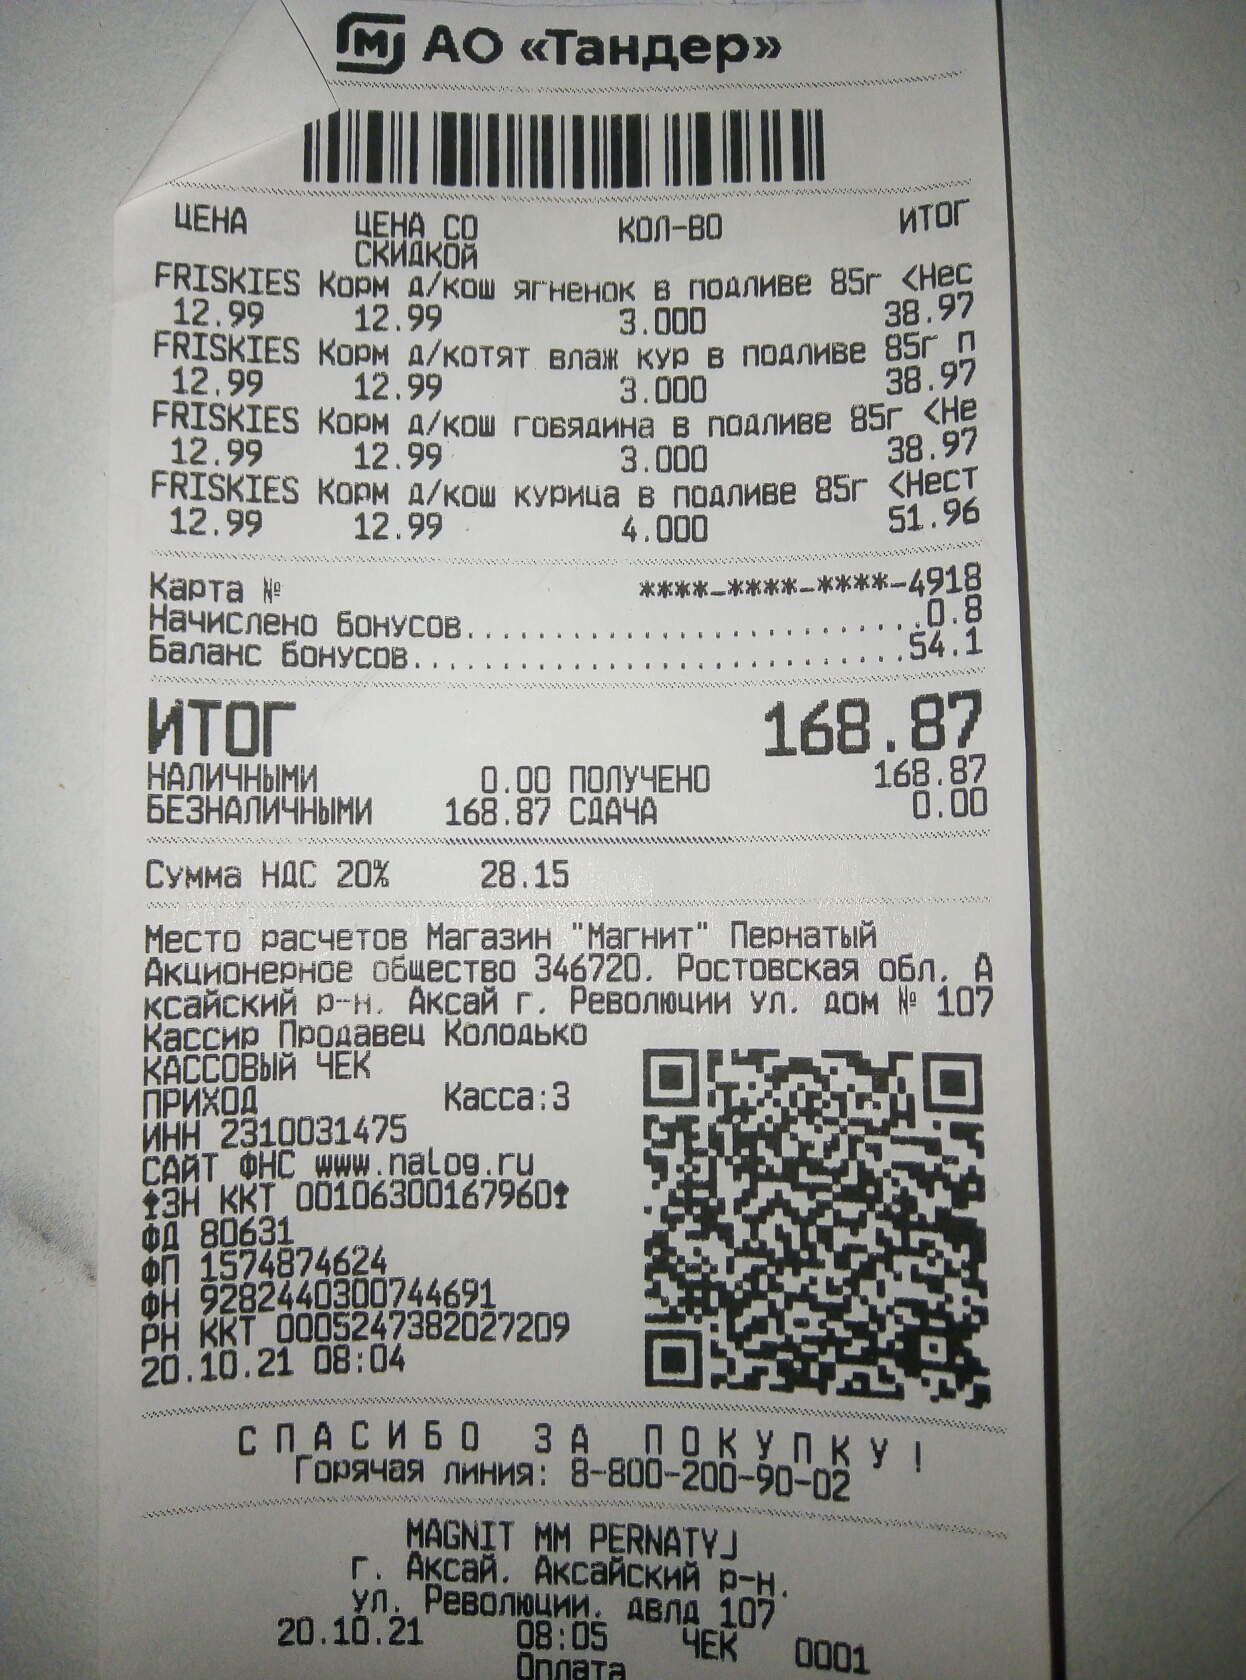 АО «Тандер»
ЦЕНА ЦЕНА СО СКИДКОЙ КОЛ-ВО ИТОГ
FRISKIES Корм д/кош ягненок в подливе 85г <Нес
12.99 12.99 3.000 38.97
FRISKIES Корм д/котят влаж кур в подливе 85г п
12.99 12.99 3.000 38.97
FRISKIES Корм д/кош говядина в подливе 85г <Не
12.99 12.99 3.000 38.97
FRISKIES Корм д/кош курица в подливе 85г <Нест
12.99 12.99 4.000 51.96
Карта № ****-****-****-4918
Начислено бонусов..........................0.8
Баланс бонусов............................54.1
ИТОГ 168.87
НАЛИЧНЫМИ 0.00 ПОЛУЧЕНО 168.87
БЕЗНАЛИЧНЫМИ 168.87 СДАЧА 0.00
Сумма НДС 20% 28.15
Место расчетов Магазин "Магнит" Пернатый
Акционерное общество 346720. Ростовская обл. А
ксайский р-н. Аксай г. Революции ул. дом № 107
Кассир Продавец Колодько
КАССОВЫЙ ЧЕК
ПРИХОД Касса:3
ИНН 2310031475
САЙТ ФНС www.nalog.ru
↑ЗН ККТ 00106300167960↑
ФД 80631
ФП 1574874624
ФН 9282440300744691
РН ККТ 0005247382027209
20.10.21 08:04
СПАСИБО ЗА ПОКУПКУ!
Горячая линия: 8-800-200-90-02
MAGNIT MM PERNATYJ
г. Аксай. Аксайский р-н.
ул. Революции. двлд 107
20.10.21 08:05 ЧЕК 0001
Оплата